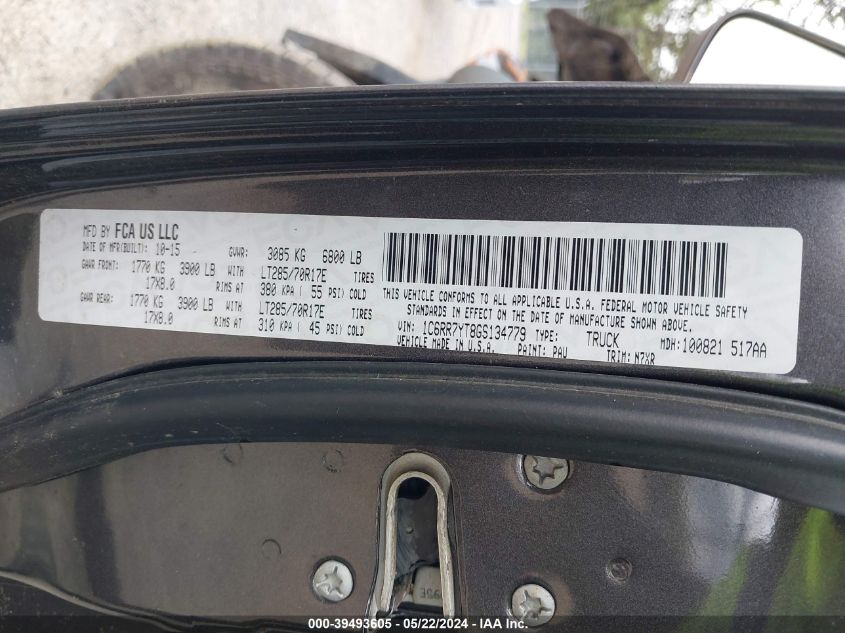 MFD BY FCA US LLC
DATE OF MFR(BUILT): 10-15 GVWR: 3085 KG 6800 LB
GAWR FRONT: 1770 KG 3900 LB WITH LT285/70R17E TIRES
17X8.0 RIMS AT 380 KPA ( 55 PSI) COLD
GAWR REAR: 1770 KG 3900 LB WITH LT285/70R17E TIRES
17X8.0 RIMS AT 310 KPA ( 45 PSI) COLD
THIS VEHICLE CONFORMS TO ALL APPLICABLE U.S.A. FEDERAL MOTOR VEHICLE SAFETY
STANDARDS IN EFFECT ON THE DATE OF MANUFACTURE SHOWN ABOVE.
VIN: 1C6RR7YT8GS134779 TYPE: TRUCK MDH:100821 517AA
VEHICLE MADE IN U.S.A. PAINT: PAU TRIM: N7XR
000-39493605 - 05/22/2024 - IAA Inc.